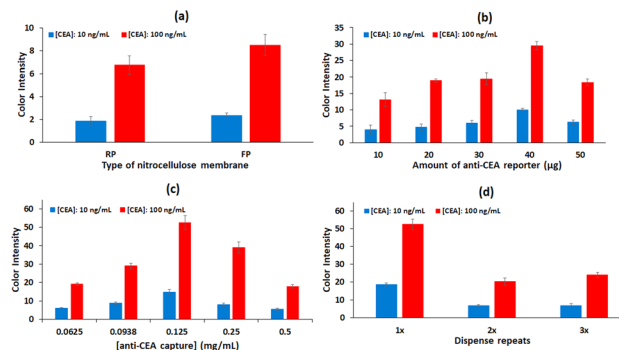 (a)
[CEA]: 10 ng/mL [CEA]: 100 ng/mL
Color Intensity
10
8
6
4
2
0
RP FP
Type of nitrocellulose membrane
(b)
[CEA]: 10 ng/mL [CEA]: 100 ng/mL
Color Intensity
40
35
30
25
20
15
10
5
0
10 20 30 40 50
Amount of anti-CEA reporter (μg)
(c)
[CEA]: 10 ng/mL [CEA]: 100 ng/mL
Color Intensity
60
50
40
30
20
10
0
0.0625 0.0938 0.125 0.25 0.5
[anti-CEA capture] (mg/mL)
(d)
[CEA]: 10 ng/mL [CEA]: 100 ng/mL
Color Intensity
60
50
40
30
20
10
0
1x 2x 3x
Dispense repeats